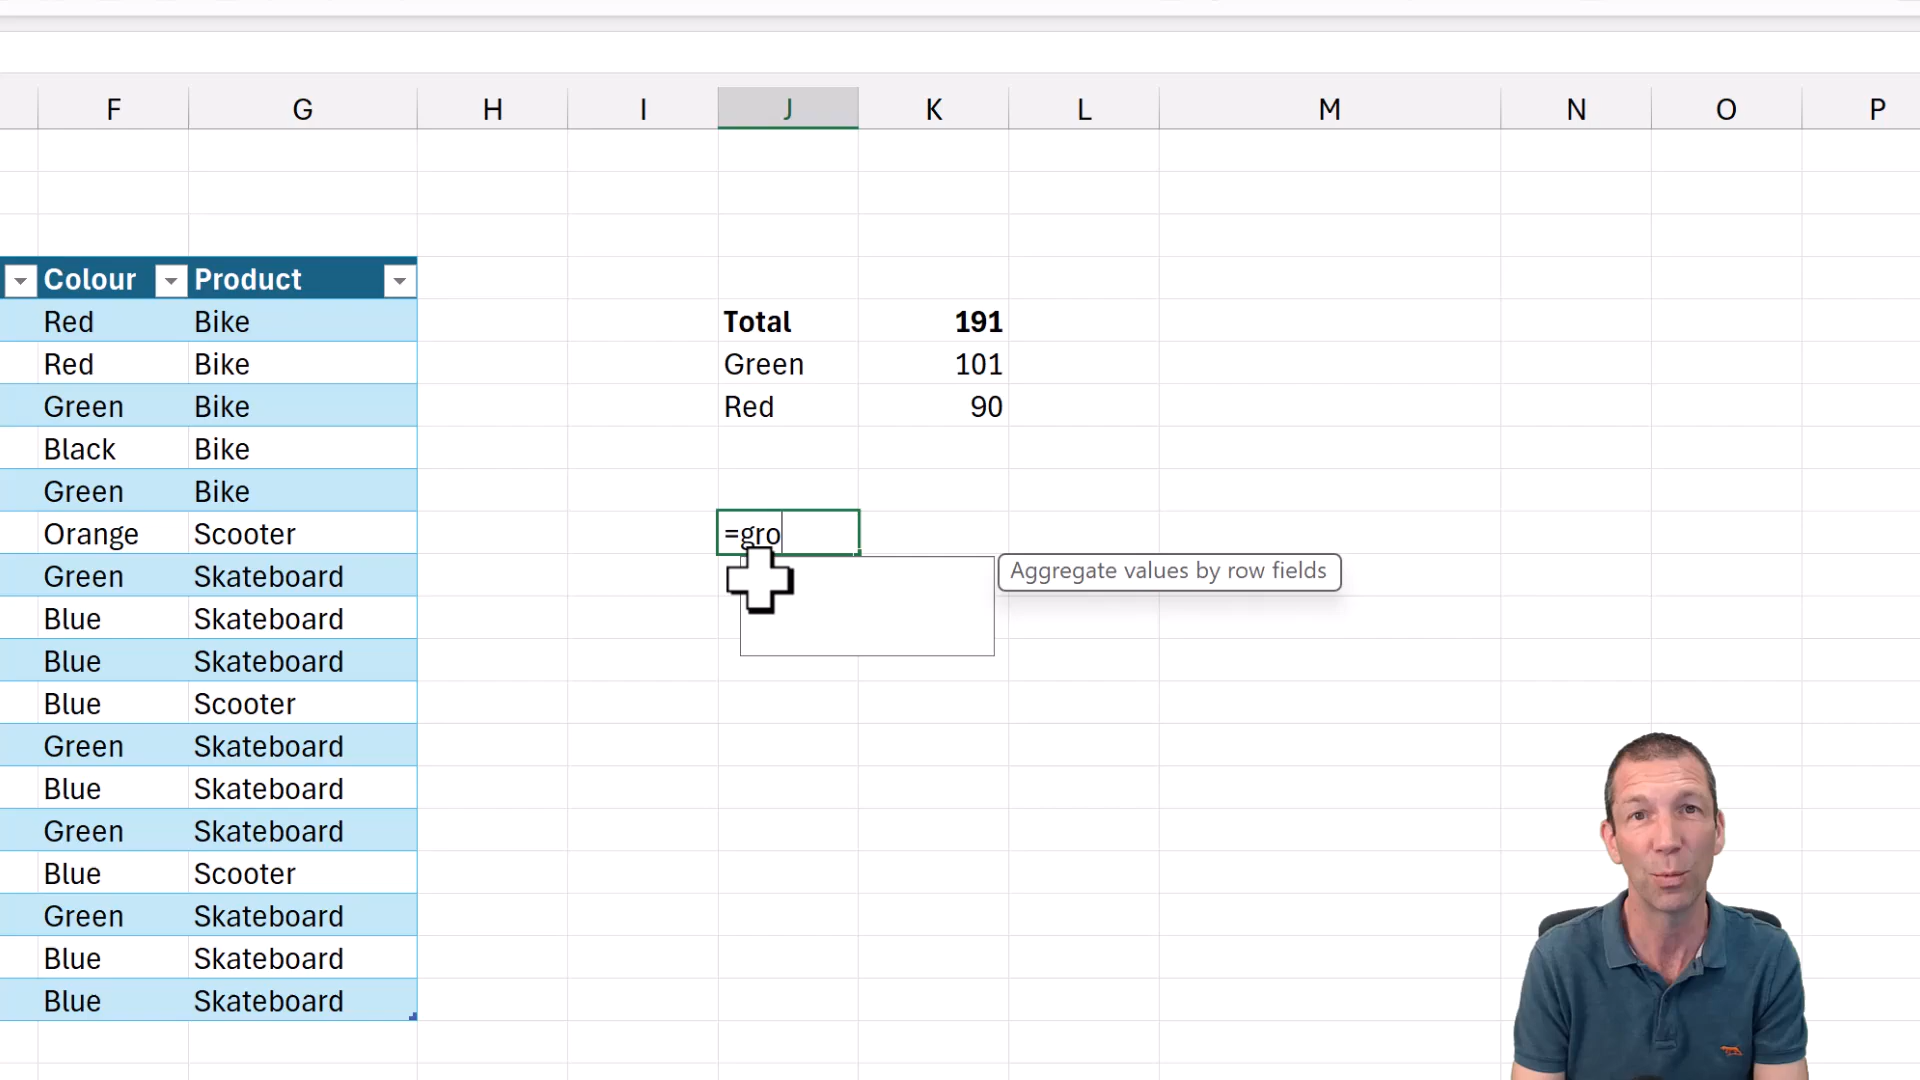 F G H I J K L M N O P
Colour Product
Red Bike Total 191
Red Bike Green 101
Green Bike Red 90
Black Bike
Green Bike
Orange Scooter =gro
Green Skateboard Aggregate values by row fields
Blue Skateboard
Blue Skateboard
Blue Scooter
Green Skateboard
Blue Skateboard
Green Skateboard
Blue Scooter
Green Skateboard
Blue Skateboard
Blue Skateboard